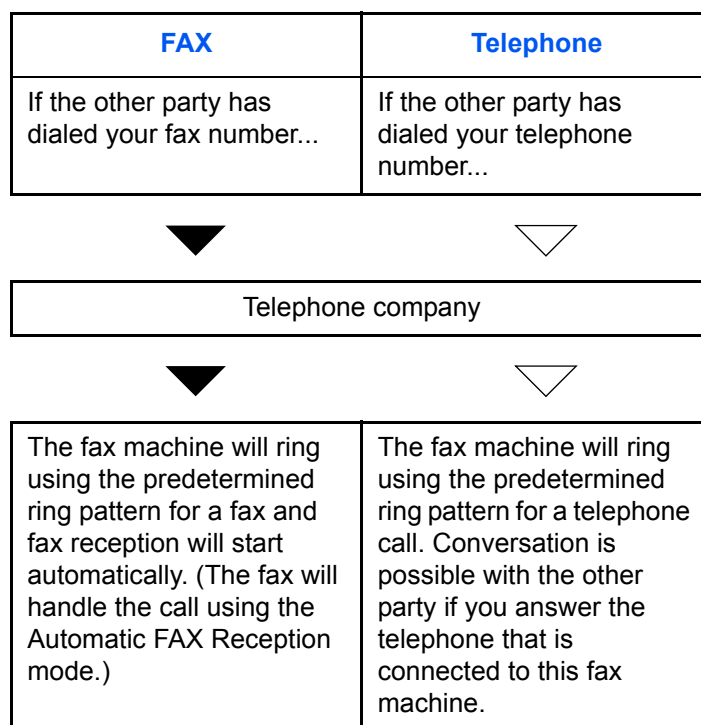 FAX
Telephone
If the other party has
dialed your fax number...
If the other party has
dialed your telephone
number...
Telephone company
The fax machine will ring
using the predetermined
ring pattern for a fax and
fax reception will start
automatically. (The fax will
handle the call using the
Automatic FAX Reception
mode.)
The fax machine will ring
using the predetermined
ring pattern for a telephone
call. Conversation is
possible with the other
party if you answer the
telephone that is
connected to this fax
machine.